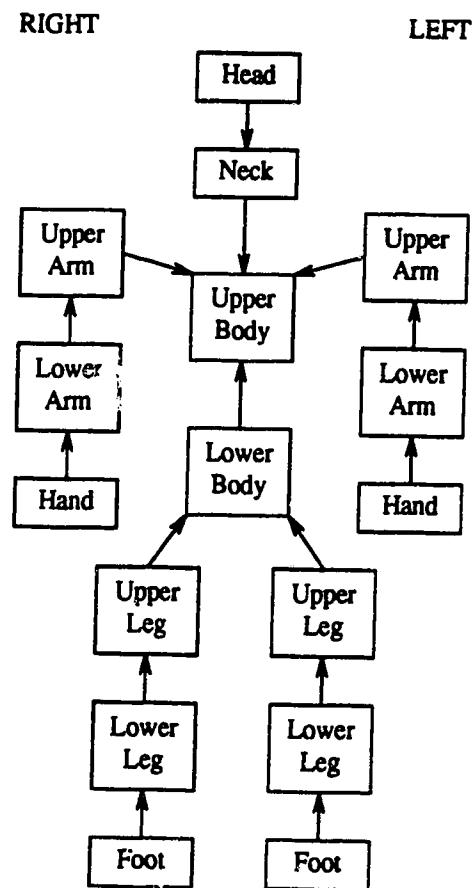 RIGHT
LEFT
Head
Neck
Upper
Arm
Upper
Body
Upper
Arm
Lower
Arm
Lower
Arm
Lower
Body
Hand
Hand
Upper
Leg
Upper
Leg
Lower
Leg
Lower
Leg
Foot
Foot